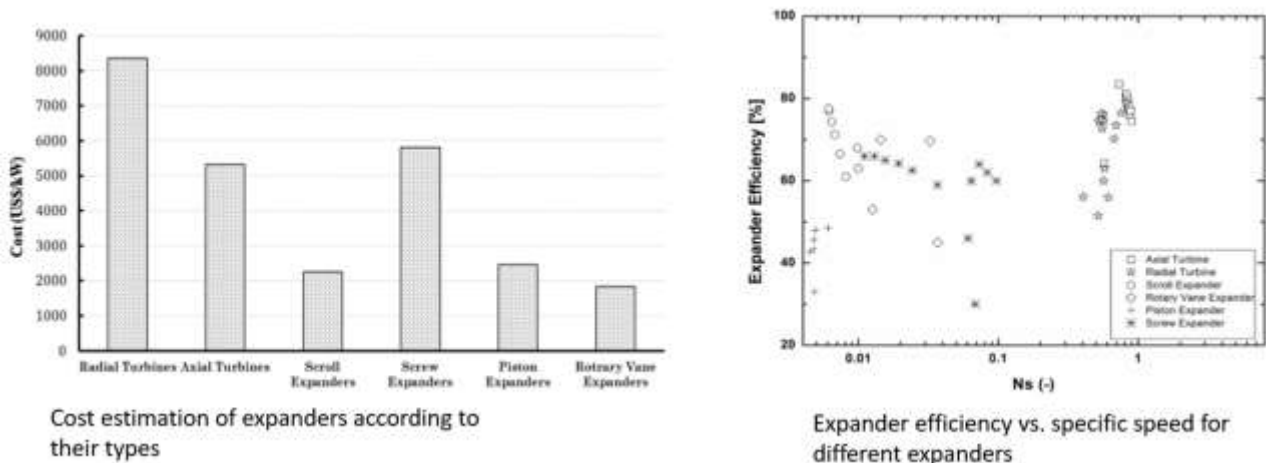 Cost (US$/kW)
9000
8000
7000
6000
5000
4000
3000
2000
1000
0
Radial Turbines Axial Turbines Scroll Expanders Screw Expanders Piston Expanders Rotrary Vane Expanders
Cost estimation of expanders according to
their types
Expander Efficiency [%]
100
80
60
40
20
Axial Turbine
Radial Turbine
Scroll Expander
Rotary Vane Expander
Piston Expander
Screw Expander
0.01 0.1 1
Ns (-)
Expander efficiency vs. specific speed for
different expanders